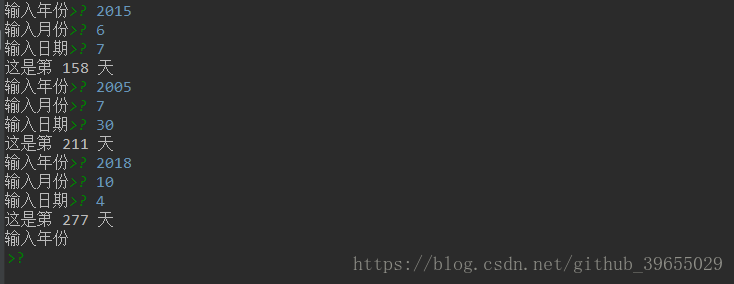 输入年份>? 2015
输入月份>? 6
输入日期>? 7
这是第 158 天
输入年份>? 2005
输入月份>? 7
输入日期>? 30
这是第 211 天
输入年份>? 2018
输入月份>? 10
输入日期>? 4
这是第 277 天
输入年份
>?
https://blog.csdn.net/github_39655029